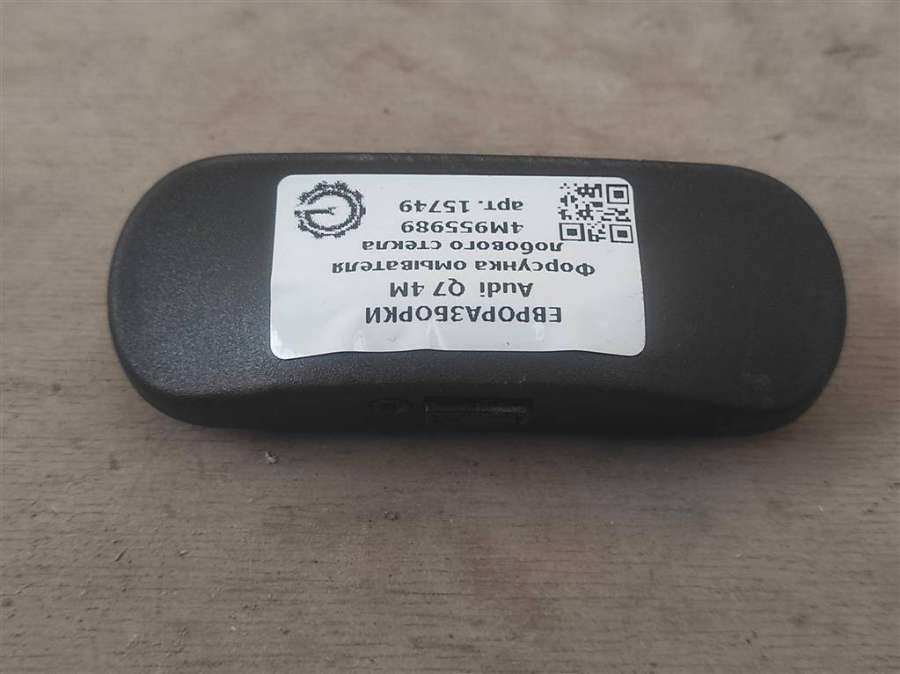 ЕВРОРАЗБОРКИ
Audi Q7 4M
Форсунка омывателя
лобового стекла
4M955989
арт. 15749